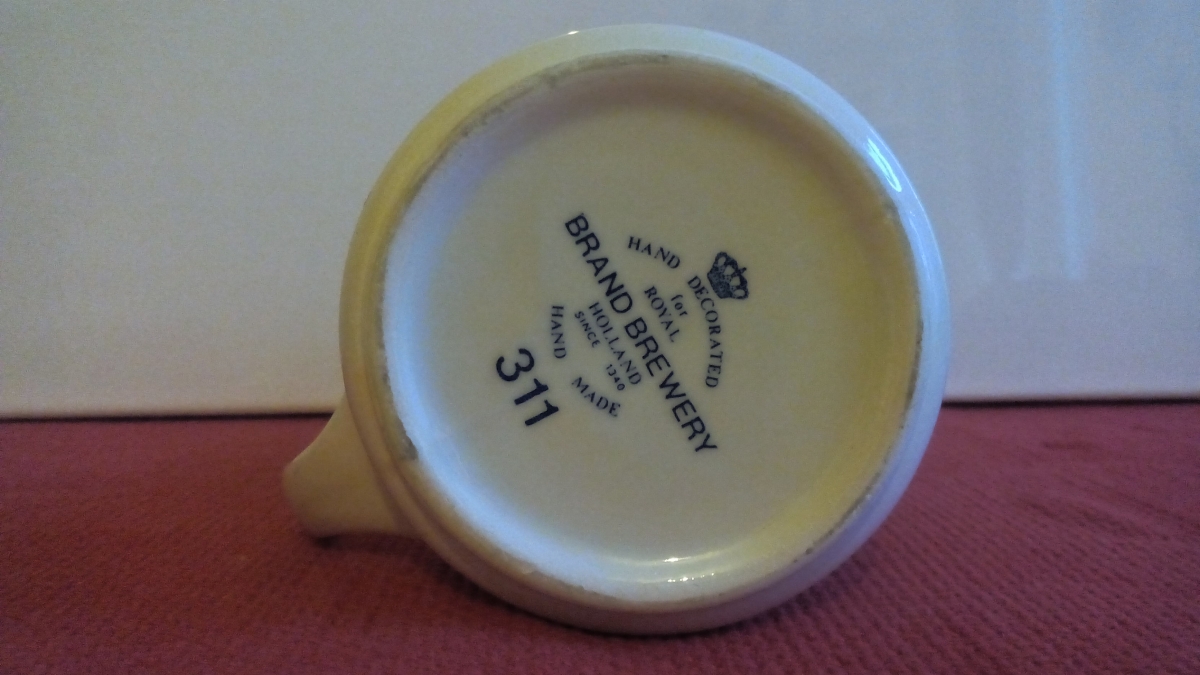 HAND DECORATED
for
ROYAL
BRAND BREWERY
HOLLAND
SINCE 1340
HAND MADE
311